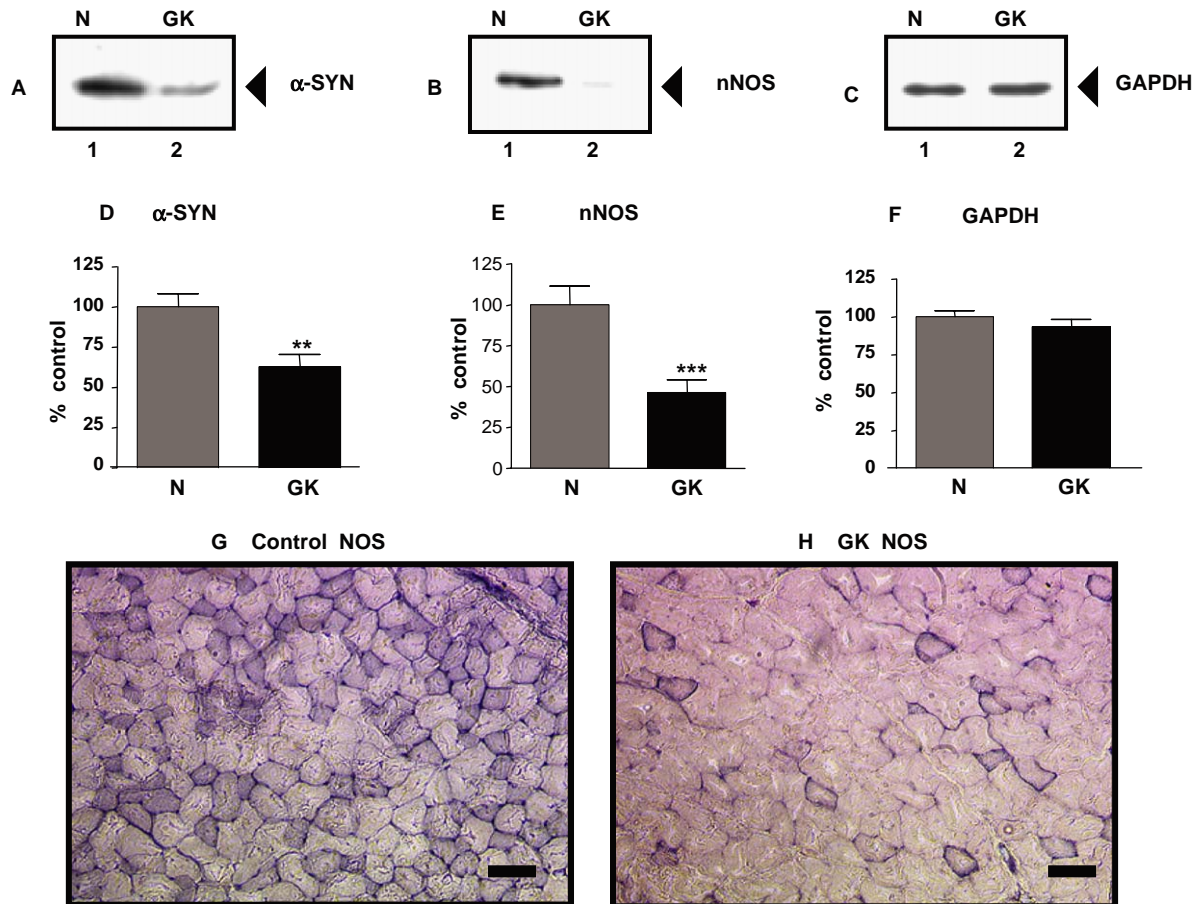 N GK
A α-SYN
1 2
N GK
B nNOS
1 2
N GK
C GAPDH
1 2
D α-SYN
125
100
75
50
25
0
% control
**
N GK
E nNOS
125
100
75
50
25
0
% control
***
N GK
F GAPDH
125
100
75
50
25
0
% control
N GK
G Control NOS
H GK NOS